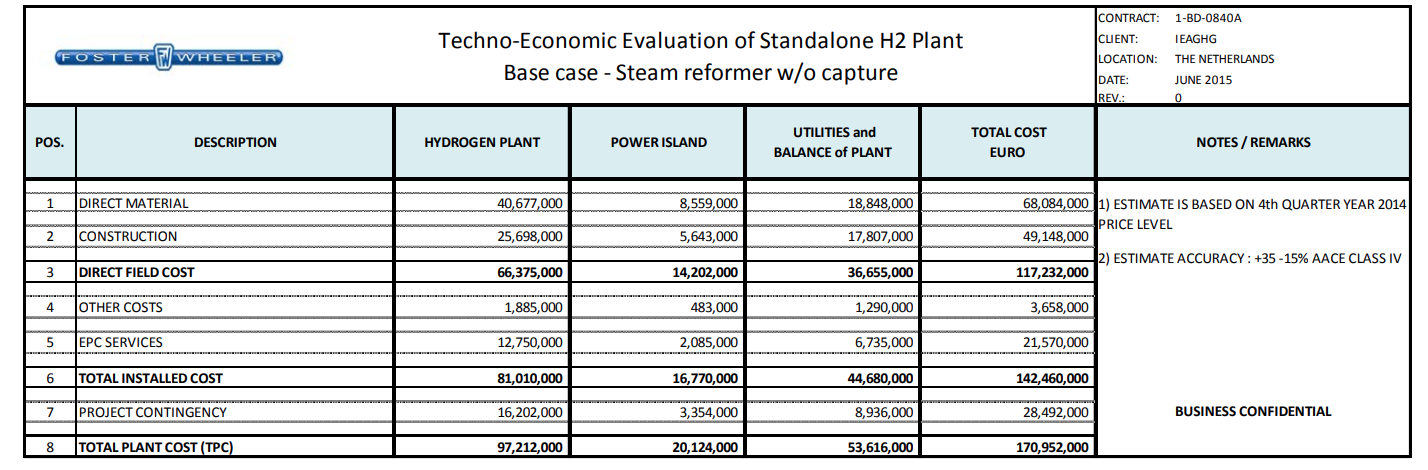 FOSTER FW WHEELER
Techno-Economic Evaluation of Standalone H2 Plant
Base case - Steam reformer w/o capture
CONTRACT: 1-BD-0840A
CLIENT: IEAGHG
LOCATION: THE NETHERLANDS
DATE: JUNE 2015
REV.: 0
POS. DESCRIPTION HYDROGEN PLANT POWER ISLAND UTILITIES and BALANCE of PLANT TOTAL COST EURO NOTES / REMARKS
1 DIRECT MATERIAL 40,677,000 8,559,000 18,848,000 68,084,000
2 CONSTRUCTION 25,698,000 5,643,000 17,807,000 49,148,000
3 DIRECT FIELD COST 66,375,000 14,202,000 36,655,000 117,232,000
4 OTHER COSTS 1,885,000 483,000 1,290,000 3,658,000
5 EPC SERVICES 12,750,000 2,085,000 6,735,000 21,570,000
6 TOTAL INSTALLED COST 81,010,000 16,770,000 44,680,000 142,460,000
7 PROJECT CONTINGENCY 16,202,000 3,354,000 8,936,000 28,492,000
8 TOTAL PLANT COST (TPC) 97,212,000 20,124,000 53,616,000 170,952,000
1) ESTIMATE IS BASED ON 4th QUARTER YEAR 2014
PRICE LEVEL
2) ESTIMATE ACCURACY : +35 -15% AACE CLASS IV
BUSINESS CONFIDENTIAL